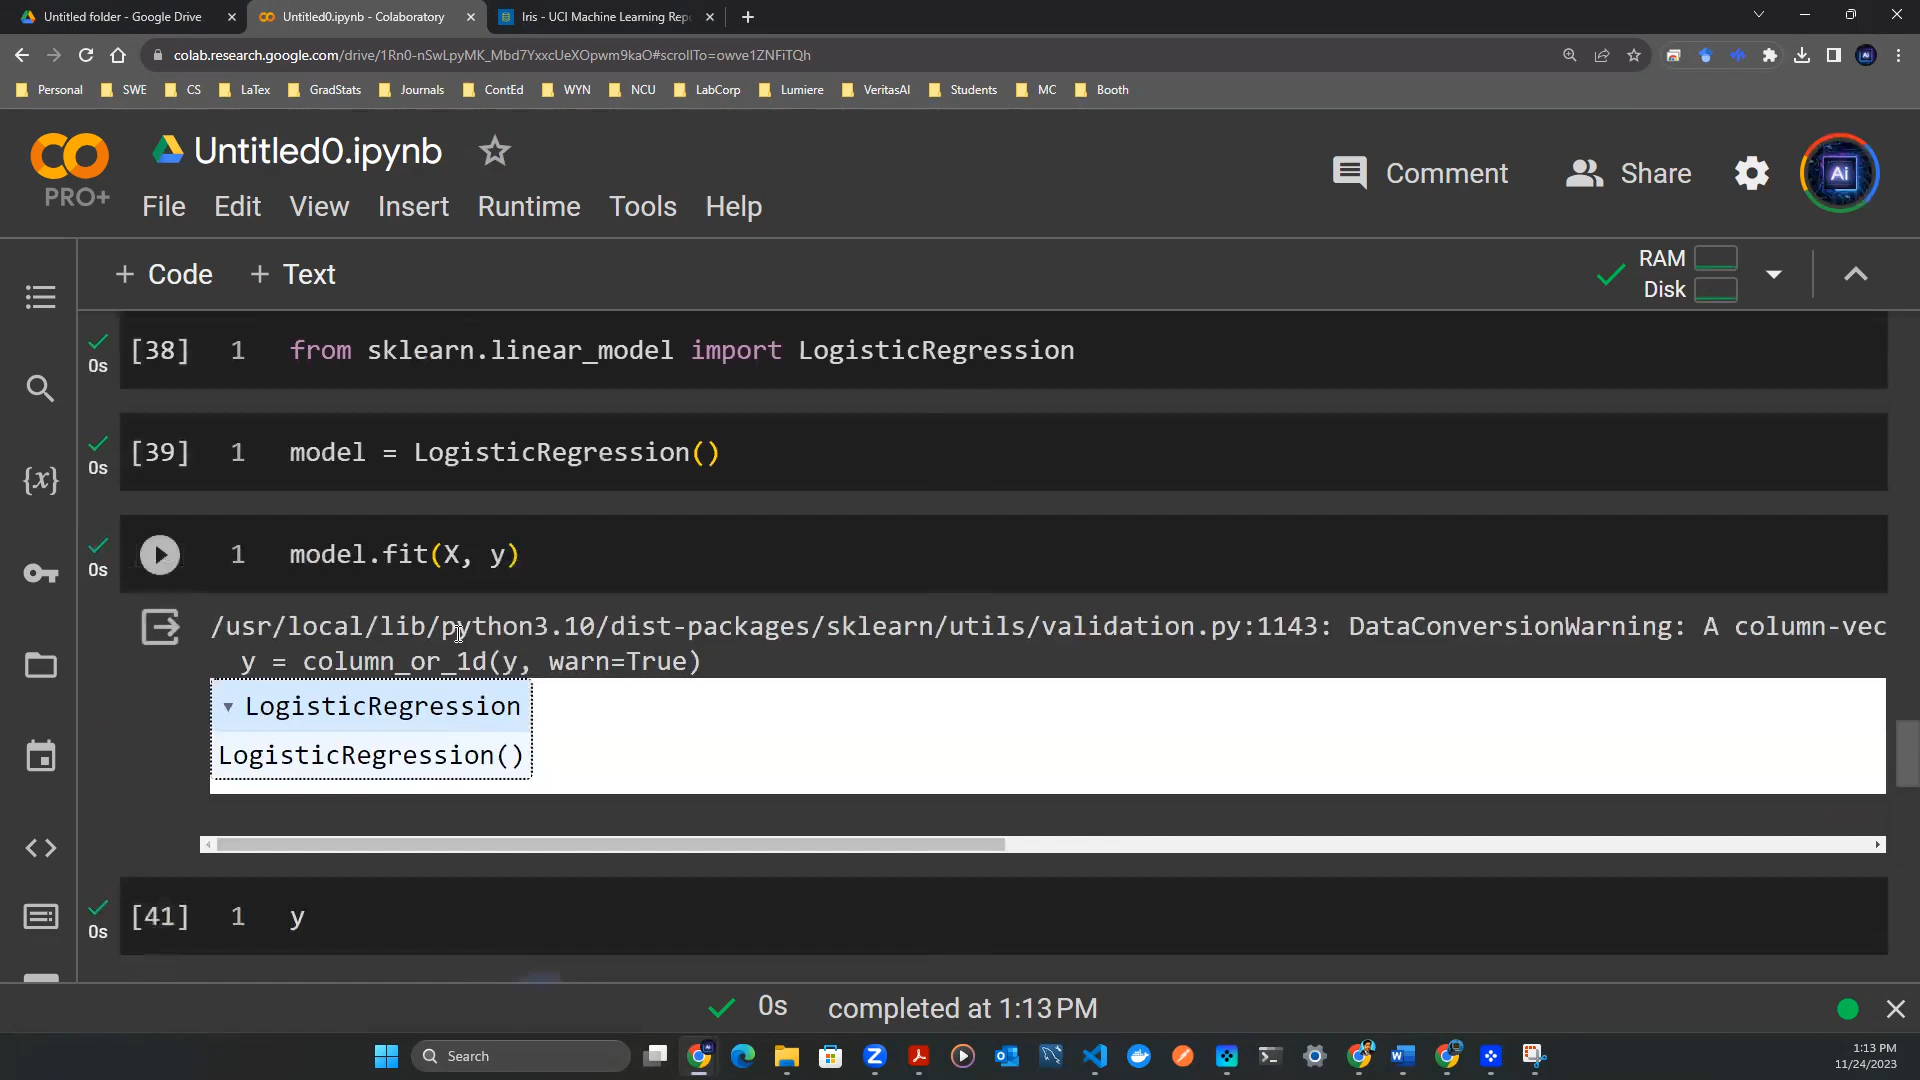 Untitled folder - Google Drive
Untitled0.ipynb - Colaboratory
Iris - UCI Machine Learning Rep
colab.research.google.com/drive/1Rn0-nSwLpyMK_Mbd7YxxcUeXOpwm9kaO#scrollTo=owve1ZNFiTQh
Personal SWE CS LaTex GradStats Journals ContEd WYN NCU LabCorp Lumiere VeritasAI Students MC Booth
CO
PRO+
Untitled0.ipynb
Comment Share Ai
File Edit View Insert Runtime Tools Help
+ Code + Text
RAM
Disk
{x}
[38] 1 from sklearn.linear_model import LogisticRegression
0s
[39] 1 model = LogisticRegression()
0s
1 model.fit(X, y)
0s
/usr/local/lib/python3.10/dist-packages/sklearn/utils/validation.py:1143: DataConversionWarning: A column-vec
y = column_or_1d(y, warn=True)
▾ LogisticRegression
LogisticRegression()
[41] 1 y
0s
0s completed at 1:13 PM
Search
1:13 PM
11/24/2023